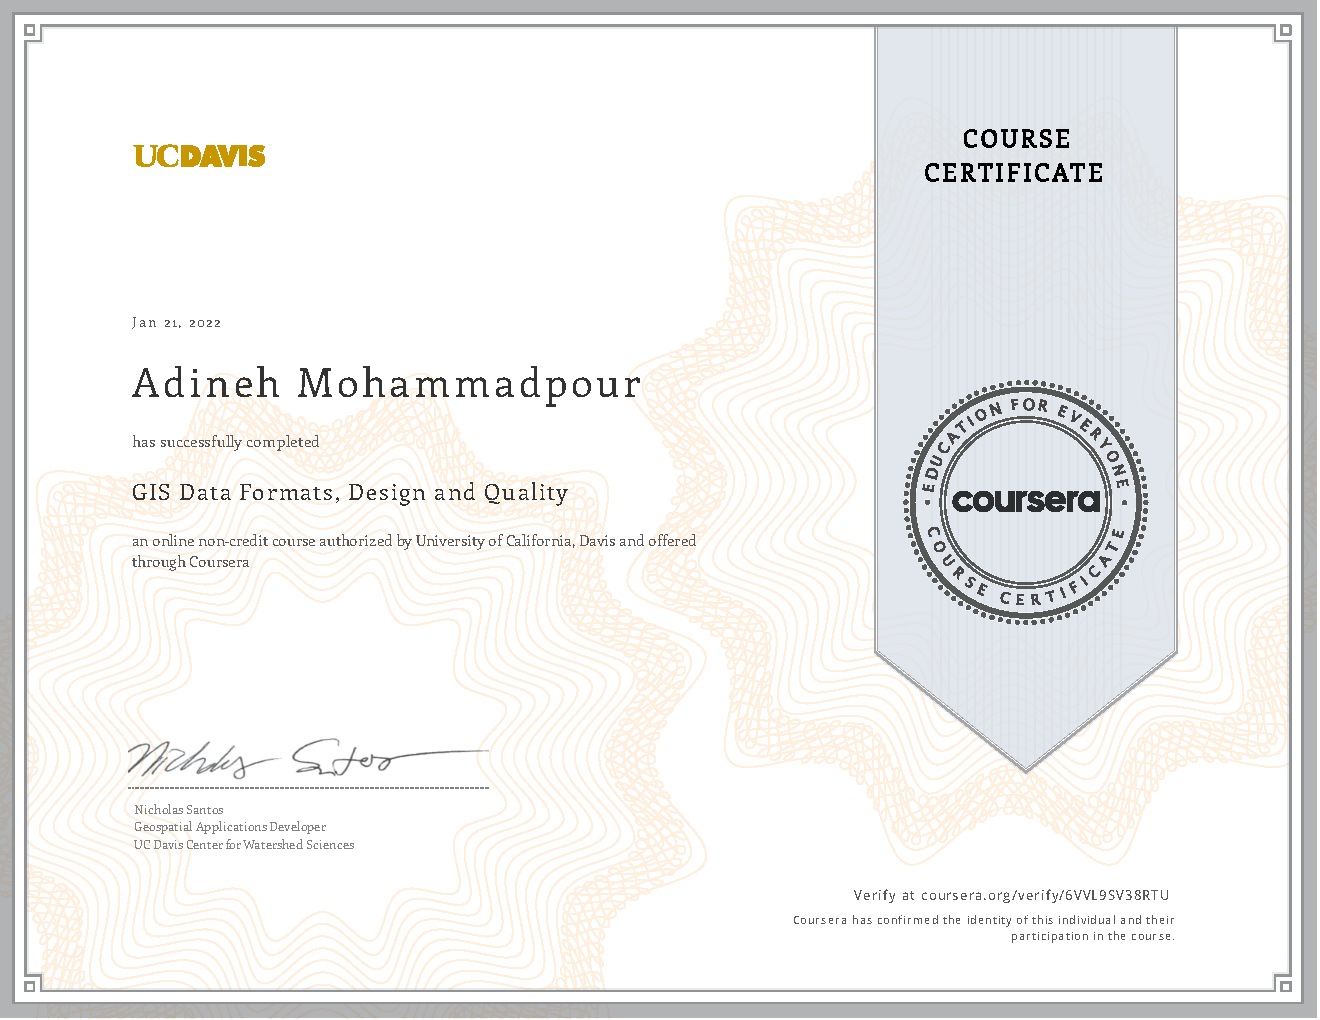 UCDAVIS
COURSE
CERTIFICATE
Jan 21, 2022
Adineh Mohammadpour
has successfully completed
GIS Data Formats, Design and Quality
an online non-credit course authorized by University of California, Davis and offered
through Coursera
EDUCATION FOR EVERYONE
coursera
COURSE CERTIFICATE
Nicholas Santos
Nicholas Santos
Geospatial Applications Developer
UC Davis Center for Watershed Sciences
Verify at coursera.org/verify/6VVL9SV38RTU
Coursera has confirmed the identity of this individual and their
participation in the course.